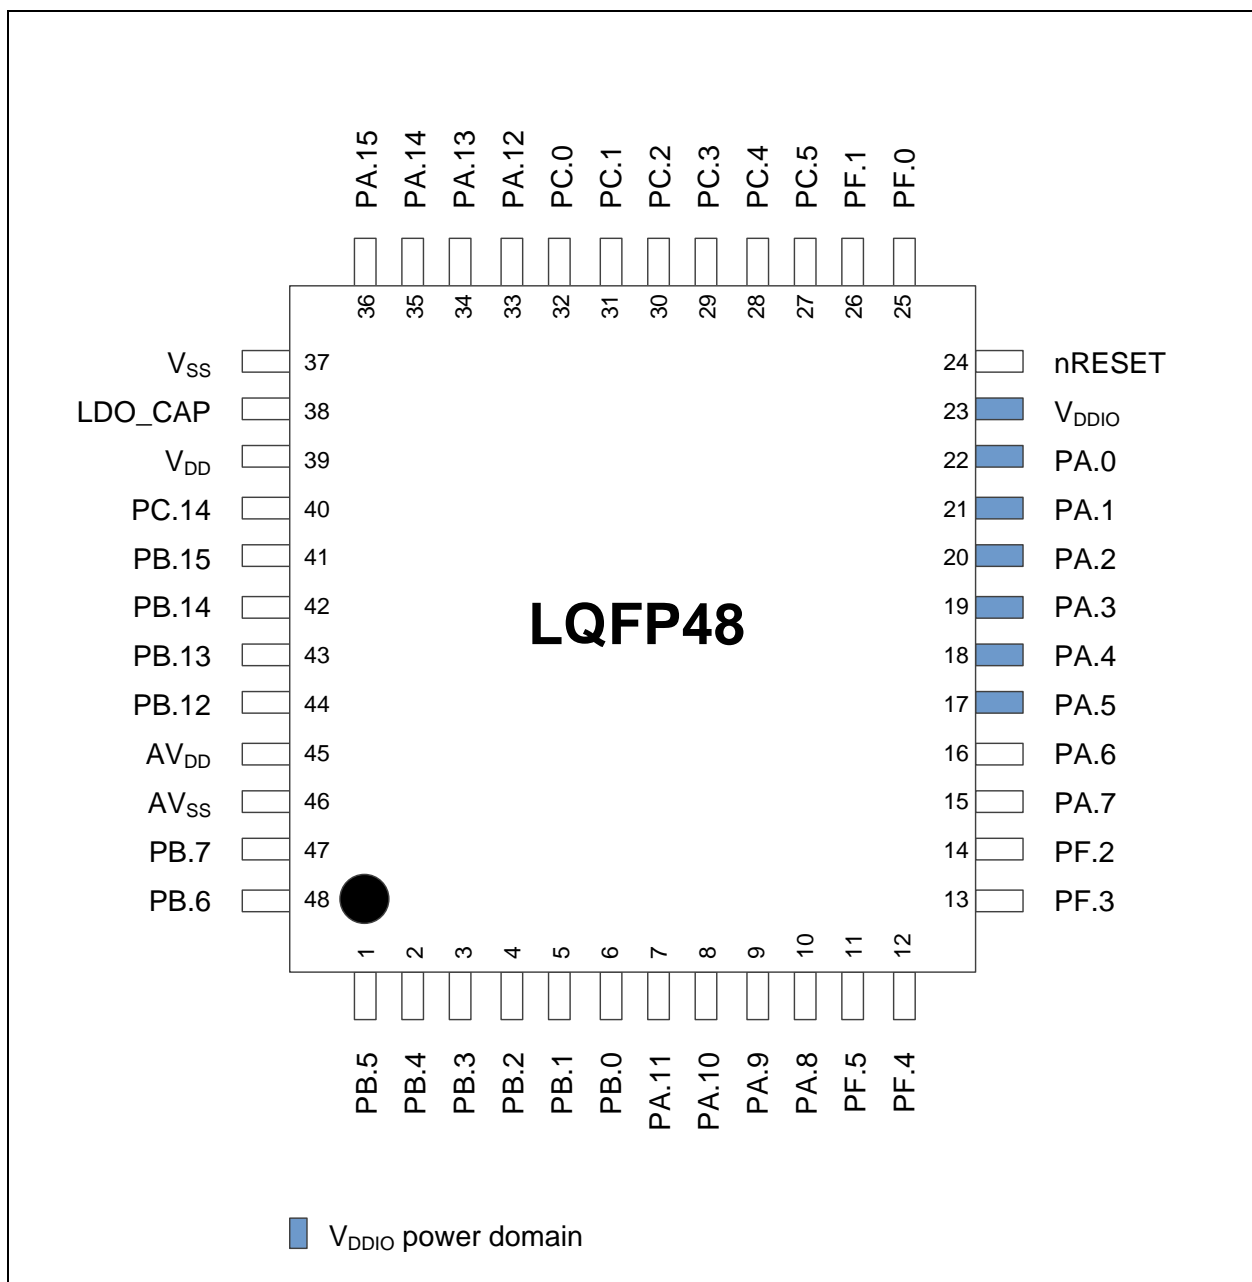 PA.15
PA.14
PA.13
PA.12
PC.0
PC.1
PC.2
PC.3
PC.4
PC.5
PF.1
PF.0
36
35
34
33
32
31
30
29
28
27
26
25
VSS 37
24 nRESET
LDO_CAP 38
23 VDDIO
VDD 39
22 PA.0
PC.14 40
21 PA.1
PB.15 41
20 PA.2
PB.14 42
19 PA.3
LQFP48
PB.13 43
18 PA.4
PB.12 44
17 PA.5
AVDD 45
16 PA.6
AVSS 46
15 PA.7
PB.7 47
14 PF.2
PB.6 48
13 PF.3
1
2
3
4
5
6
7
8
9
10
11
12
PB.5
PB.4
PB.3
PB.2
PB.1
PB.0
PA.11
PA.10
PA.9
PA.8
PF.5
PF.4
VDDIO power domain